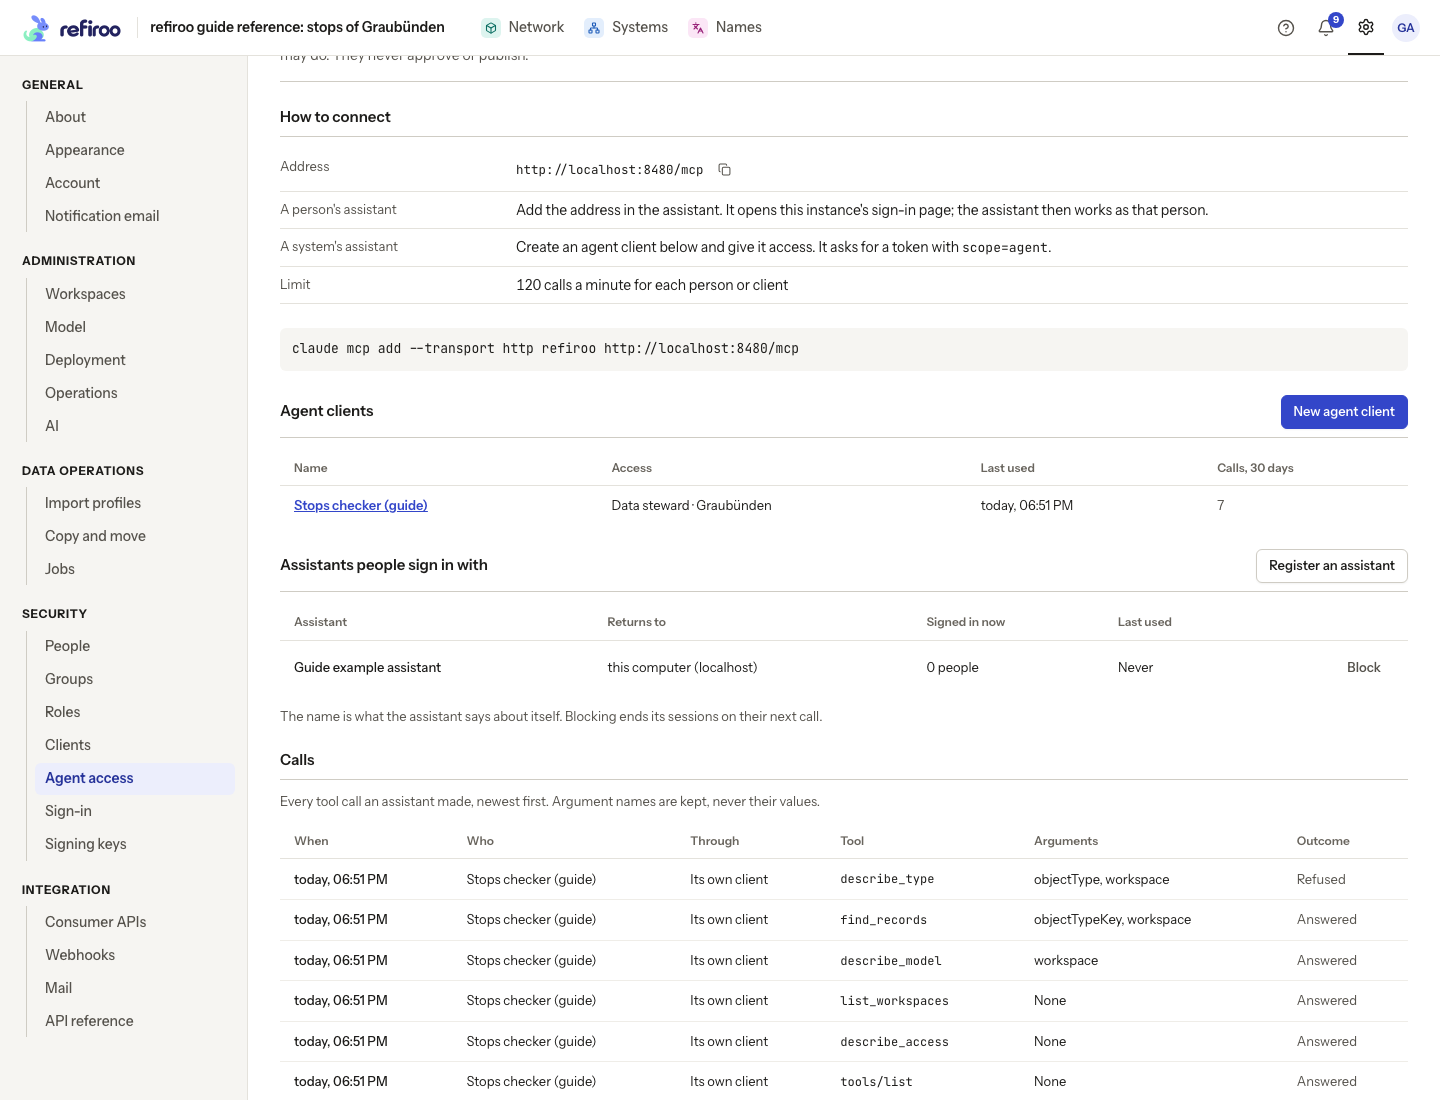 refiroo
refiroo guide reference: stops of Graubünden
Network
Systems
Names
9
GA
GENERAL
About
Appearance
Account
Notification email
ADMINISTRATION
Workspaces
Model
Deployment
Operations
AI
DATA OPERATIONS
Import profiles
Copy and move
Jobs
SECURITY
People
Groups
Roles
Clients
Agent access
Sign-in
Signing keys
INTEGRATION
Consumer APIs
Webhooks
Mail
API reference
may do. They never approve or publish.
How to connect
Address http://localhost:8480/mcp
A person's assistant Add the address in the assistant. It opens this instance's sign-in page; the assistant then works as that person.
A system's assistant Create an agent client below and give it access. It asks for a token with scope=agent.
Limit 120 calls a minute for each person or client
claude mcp add --transport http refiroo http://localhost:8480/mcp
Agent clients New agent client
Name Access Last used Calls, 30 days
Stops checker (guide) Data steward · Graubünden today, 06:51 PM 7
Assistants people sign in with Register an assistant
Assistant Returns to Signed in now Last used
Guide example assistant this computer (localhost) 0 people Never Block
The name is what the assistant says about itself. Blocking ends its sessions on their next call.
Calls
Every tool call an assistant made, newest first. Argument names are kept, never their values.
When Who Through Tool Arguments Outcome
today, 06:51 PM Stops checker (guide) Its own client describe_type objectType, workspace Refused
today, 06:51 PM Stops checker (guide) Its own client find_records objectTypeKey, workspace Answered
today, 06:51 PM Stops checker (guide) Its own client describe_model workspace Answered
today, 06:51 PM Stops checker (guide) Its own client list_workspaces None Answered
today, 06:51 PM Stops checker (guide) Its own client describe_access None Answered
today, 06:51 PM Stops checker (guide) Its own client tools/list None Answered